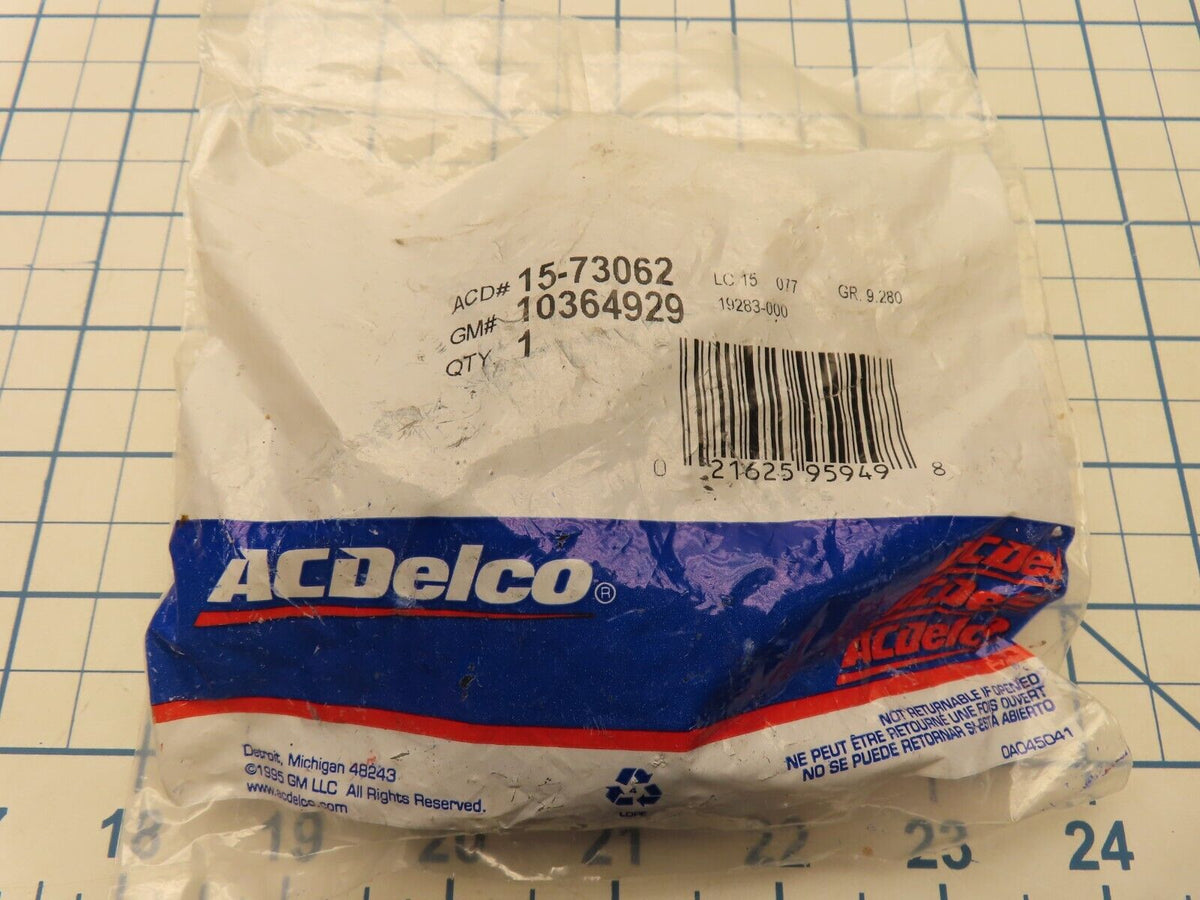 ACD# 15-73062
GM# 10364929
QTY 1
LC 15 077 GR. 9.280
19283-000
0 21625 95949 8
ACDelco®
ACDelco
ACDelco
NOT RETURNABLE IF OPENED
NE PEUT ÊTRE RETOURNÉ UNE FOIS OUVERT
NO SE PUEDE RETORNAR SI ESTA ABIERTO
0A045041
Detroit, Michigan 48243
©1995 GM LLC All Rights Reserved.
www.acdelco.com
4
LDPE
18 19 20 21 22 23 24